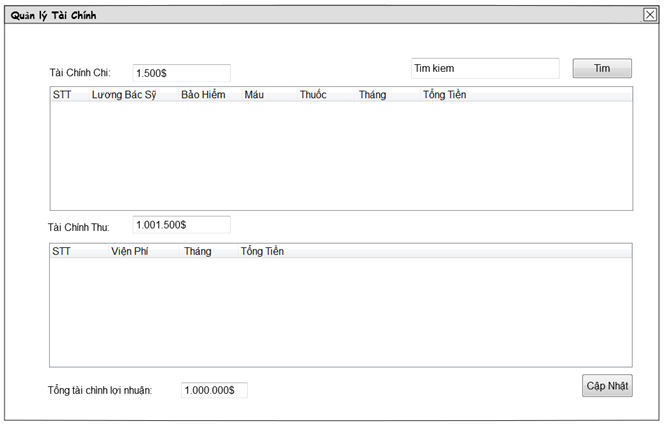 Quản lý Tài Chính
Tài Chính Chi: 1.500$ Tim kiem Tim
STT Lương Bác Sỹ Bảo Hiểm Máu Thuốc Tháng Tổng Tiền
Tài Chính Thu: 1.001.500$
STT Viện Phí Tháng Tổng Tiền
Tổng tài chình lợi nhuận: 1.000.000$ Cập Nhật